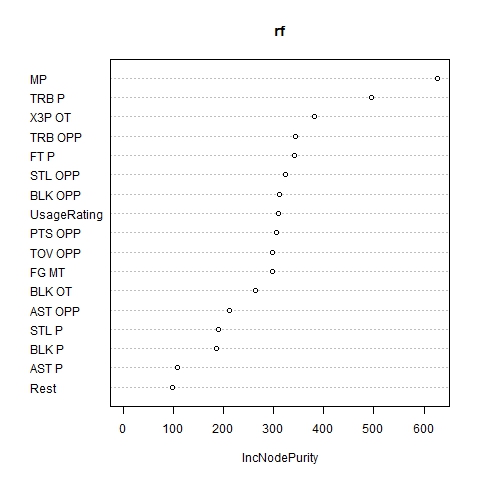 rf
MP
TRB P
X3P OT
TRB OPP
FT P
STL OPP
BLK OPP
UsageRating
PTS OPP
TOV OPP
FG MT
BLK OT
AST OPP
STL P
BLK P
AST P
Rest
0 100 200 300 400 500 600
IncNodePurity